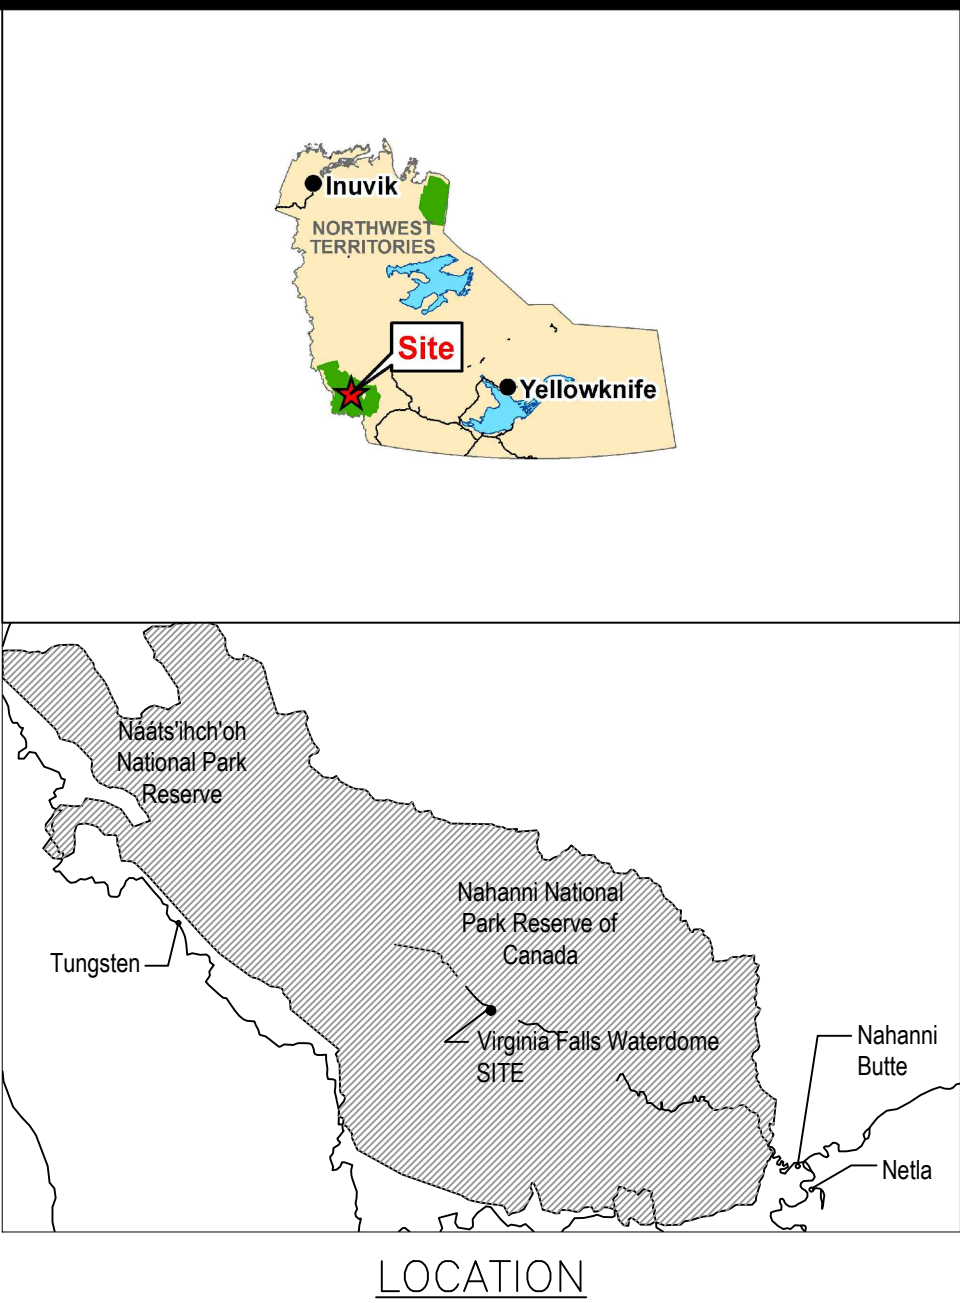 Inuvik
NORTHWEST
TERRITORIES
Site
Yellowknife
Nááts'ihch'oh
National Park
Reserve
Nahanni National
Park Reserve of
Canada
Tungsten
Virginia Falls Waterdome
SITE
Nahanni
Butte
Netla
LOCATION